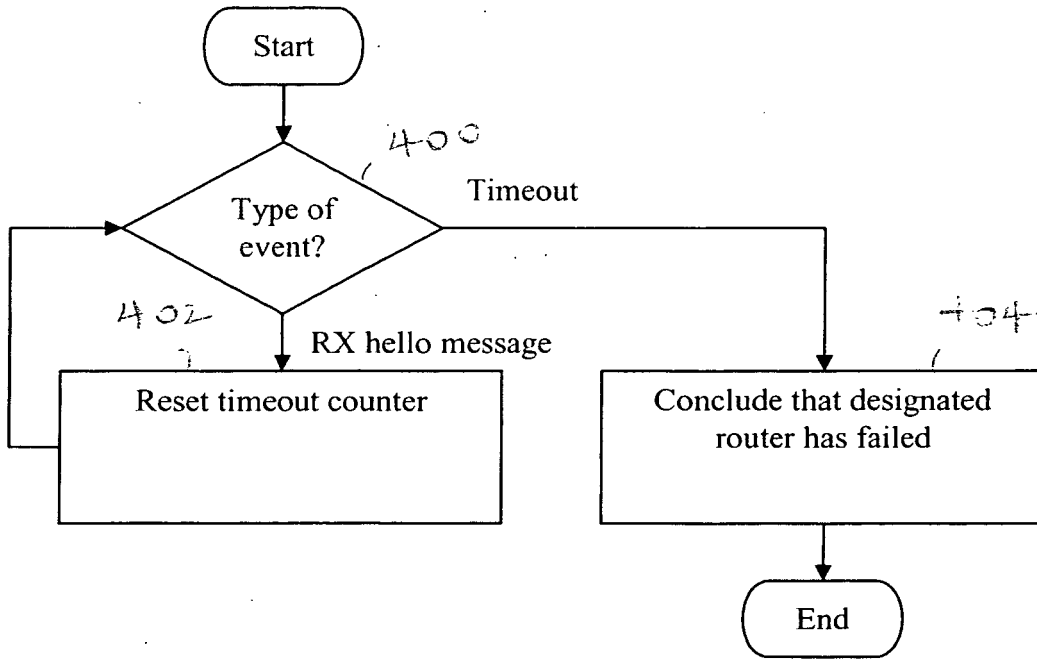 Start
400
Timeout
Type of
event?
402
404
RX hello message
Reset timeout counter
Conclude that designated
router has failed
End